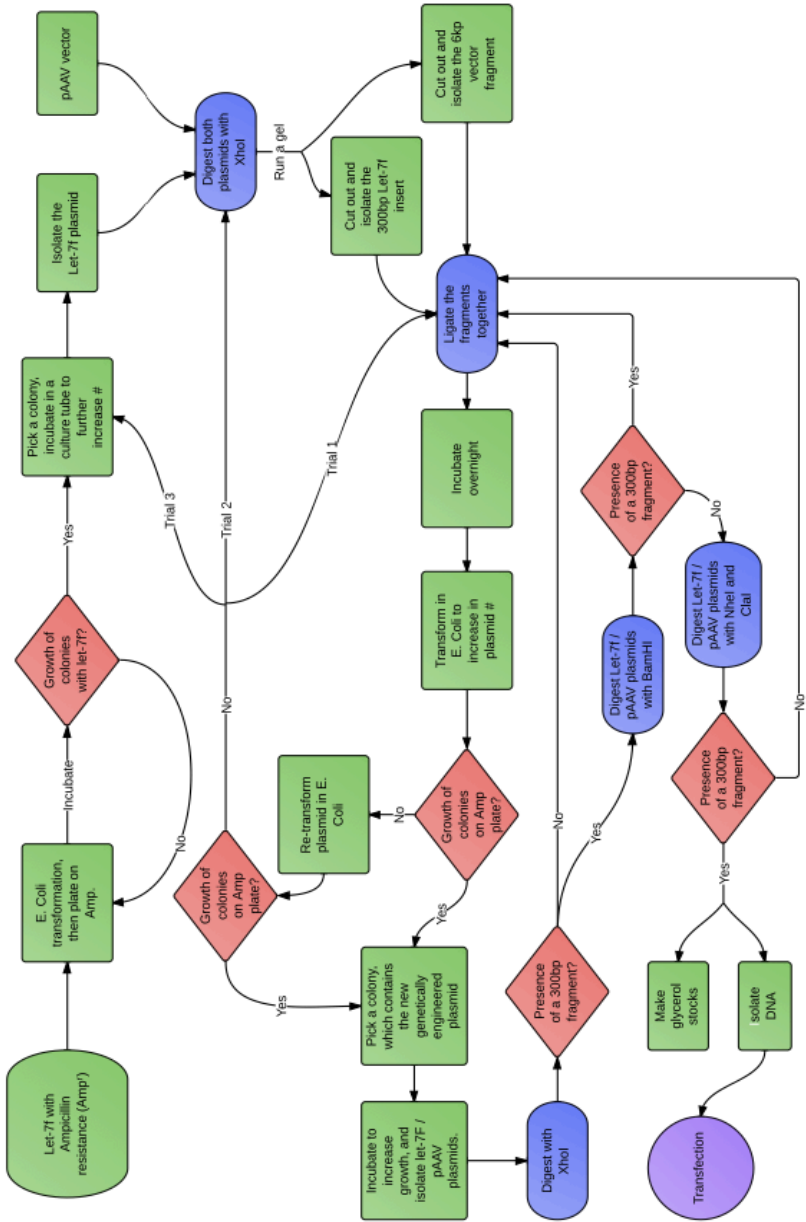 Let-7f with
Ampicillin
resistance (Ampʳ)
E. Coli
transformation,
then plate on
Amp.
Incubate
Growth of
colonies
with let-7f?
No
Yes
Pick a colony,
incubate in a
culture tube to
further
increase #
Isolate the
Let-7f plasmid
pAAV vector
Digest both
plasmids with
XhoI
Run a gel
Cut out and
isolate the
300bp Let-7f
insert
Cut out and
isolate the 6kp
vector
fragment
Ligate the
fragments
together
Incubate
overnight
Transform in
E. Coli to
increase in
plasmid #
Growth of
colonies
on Amp
plate?
No
Re-transform
plasmid in E.
Coli
Growth of
colonies
on Amp
plate?
No
Trial 1
Trial 2
Trial 3
Yes
Yes
Pick a colony,
which contains
the new
genetically
engineered
plasmid
Incubate to
increase
growth, and
isolate let-7F /
pAAV
plasmids.
Digest with
XhoI
Presence
of a 300bp
fragment?
No
Yes
Digest Let-7f /
pAAV plasmids
with BamHI
Presence
of a 300bp
fragment?
Yes
No
Digest Let-7f /
pAAV plasmids
with NheI and
ClaI
Presence
of a 300bp
fragment?
No
Yes
Make
glycerol
stocks
Isolate
DNA
Transfection